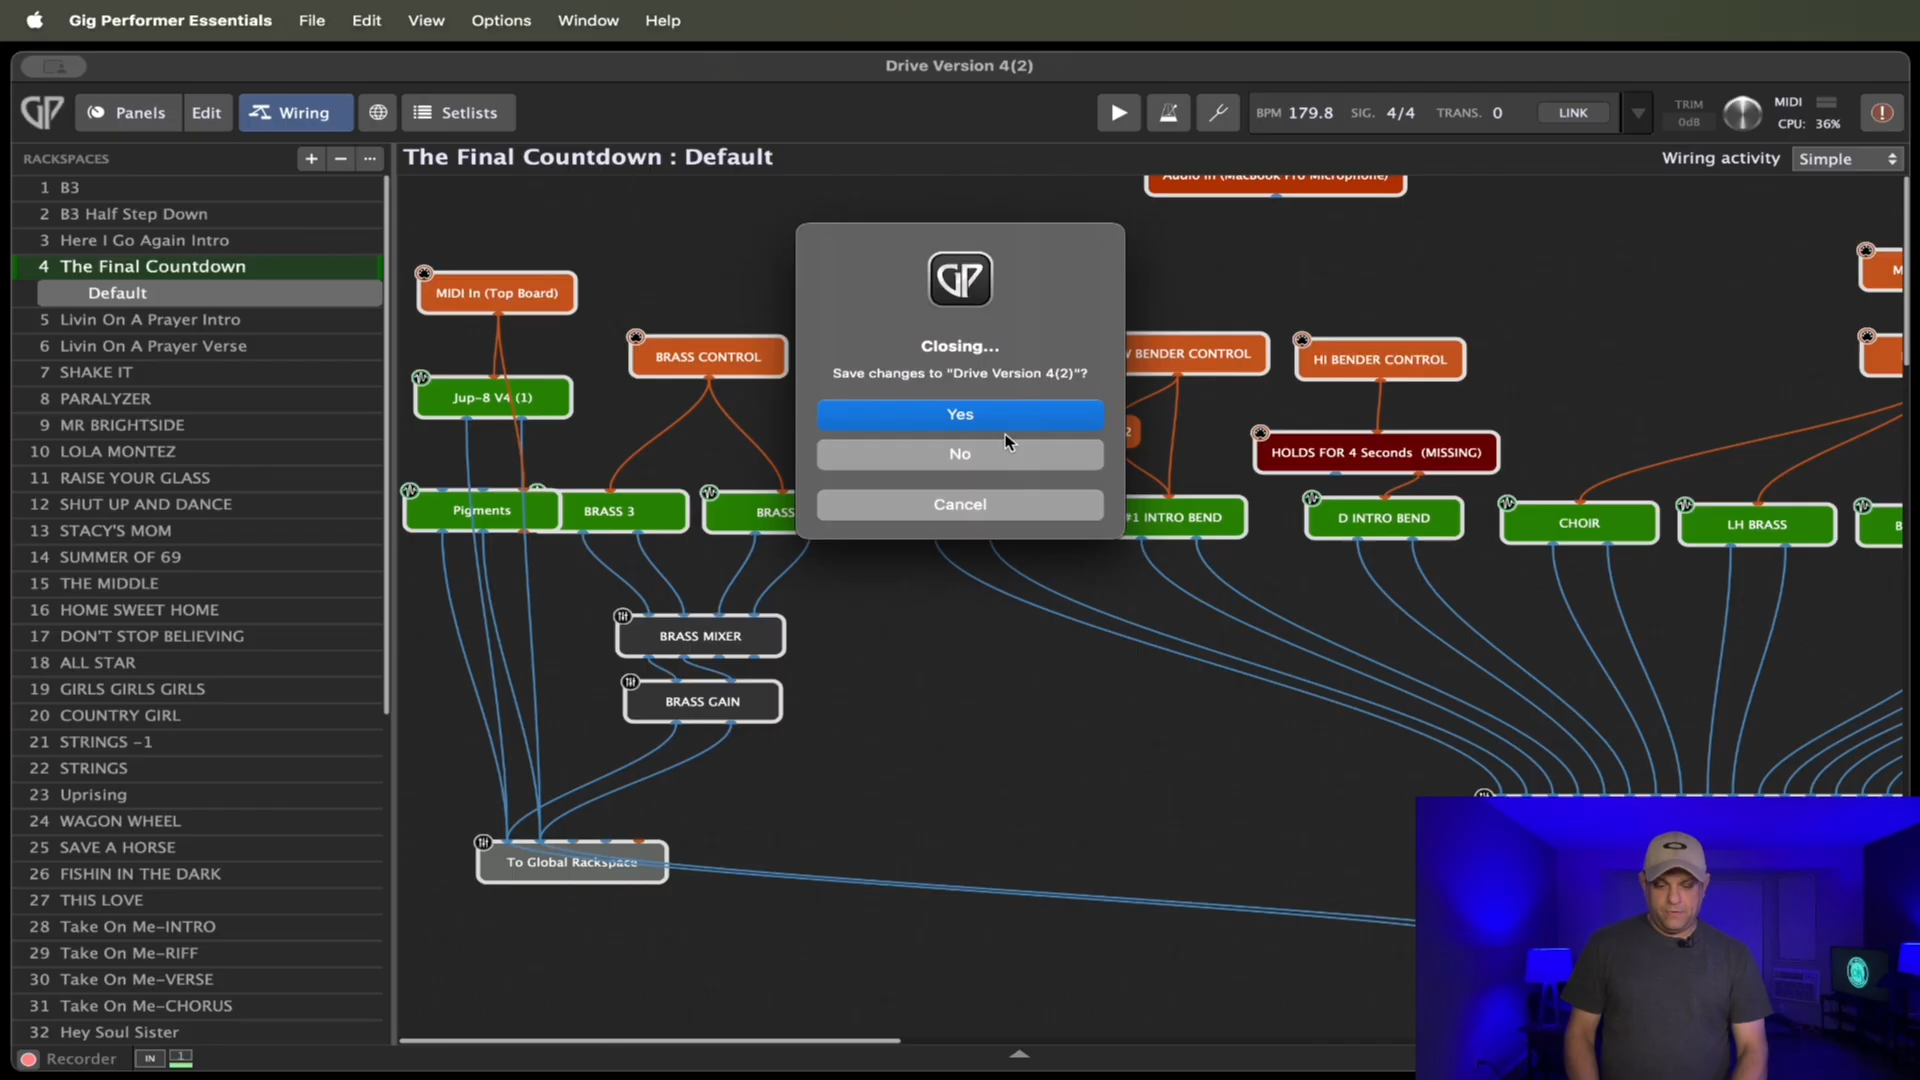 Gig Performer Essentials File Edit View Options Window Help
Drive Version 4(2)
GP Panels Edit Wiring Setlists BPM 179.8 SIG. 4/4 TRANS. 0 LINK TRIM 0dB MIDI CPU: 36%
RACKSPACES + − ...
The Final Countdown : Default
Wiring activity Simple
1 B3
2 B3 Half Step Down
3 Here I Go Again Intro
4 The Final Countdown
Default
5 Livin On A Prayer Intro
6 Livin On A Prayer Verse
7 SHAKE IT
8 PARALYZER
9 MR BRIGHTSIDE
10 LOLA MONTEZ
11 RAISE YOUR GLASS
12 SHUT UP AND DANCE
13 STACY'S MOM
14 SUMMER OF 69
15 THE MIDDLE
16 HOME SWEET HOME
17 DON'T STOP BELIEVING
18 ALL STAR
19 GIRLS GIRLS GIRLS
20 COUNTRY GIRL
21 STRINGS -1
22 STRINGS
23 Uprising
24 WAGON WHEEL
25 SAVE A HORSE
26 FISHIN IN THE DARK
27 THIS LOVE
28 Take On Me-INTRO
29 Take On Me-RIFF
30 Take On Me-VERSE
31 Take On Me-CHORUS
32 Hey Soul Sister
Recorder IN 1
Audio In (MacBook Pro Microphone)
MIDI In (Top Board)
BRASS CONTROL
BENDER CONTROL
HI BENDER CONTROL
Jup-8 V4 (1)
HOLDS FOR 4 Seconds (MISSING)
Pigments
BRASS 3
BRASS
#1 INTRO BEND
D INTRO BEND
CHOIR
LH BRASS
BRASS MIXER
BRASS GAIN
To Global Rackspace
GP
Closing...
Save changes to "Drive Version 4(2)"?
Yes
No
Cancel